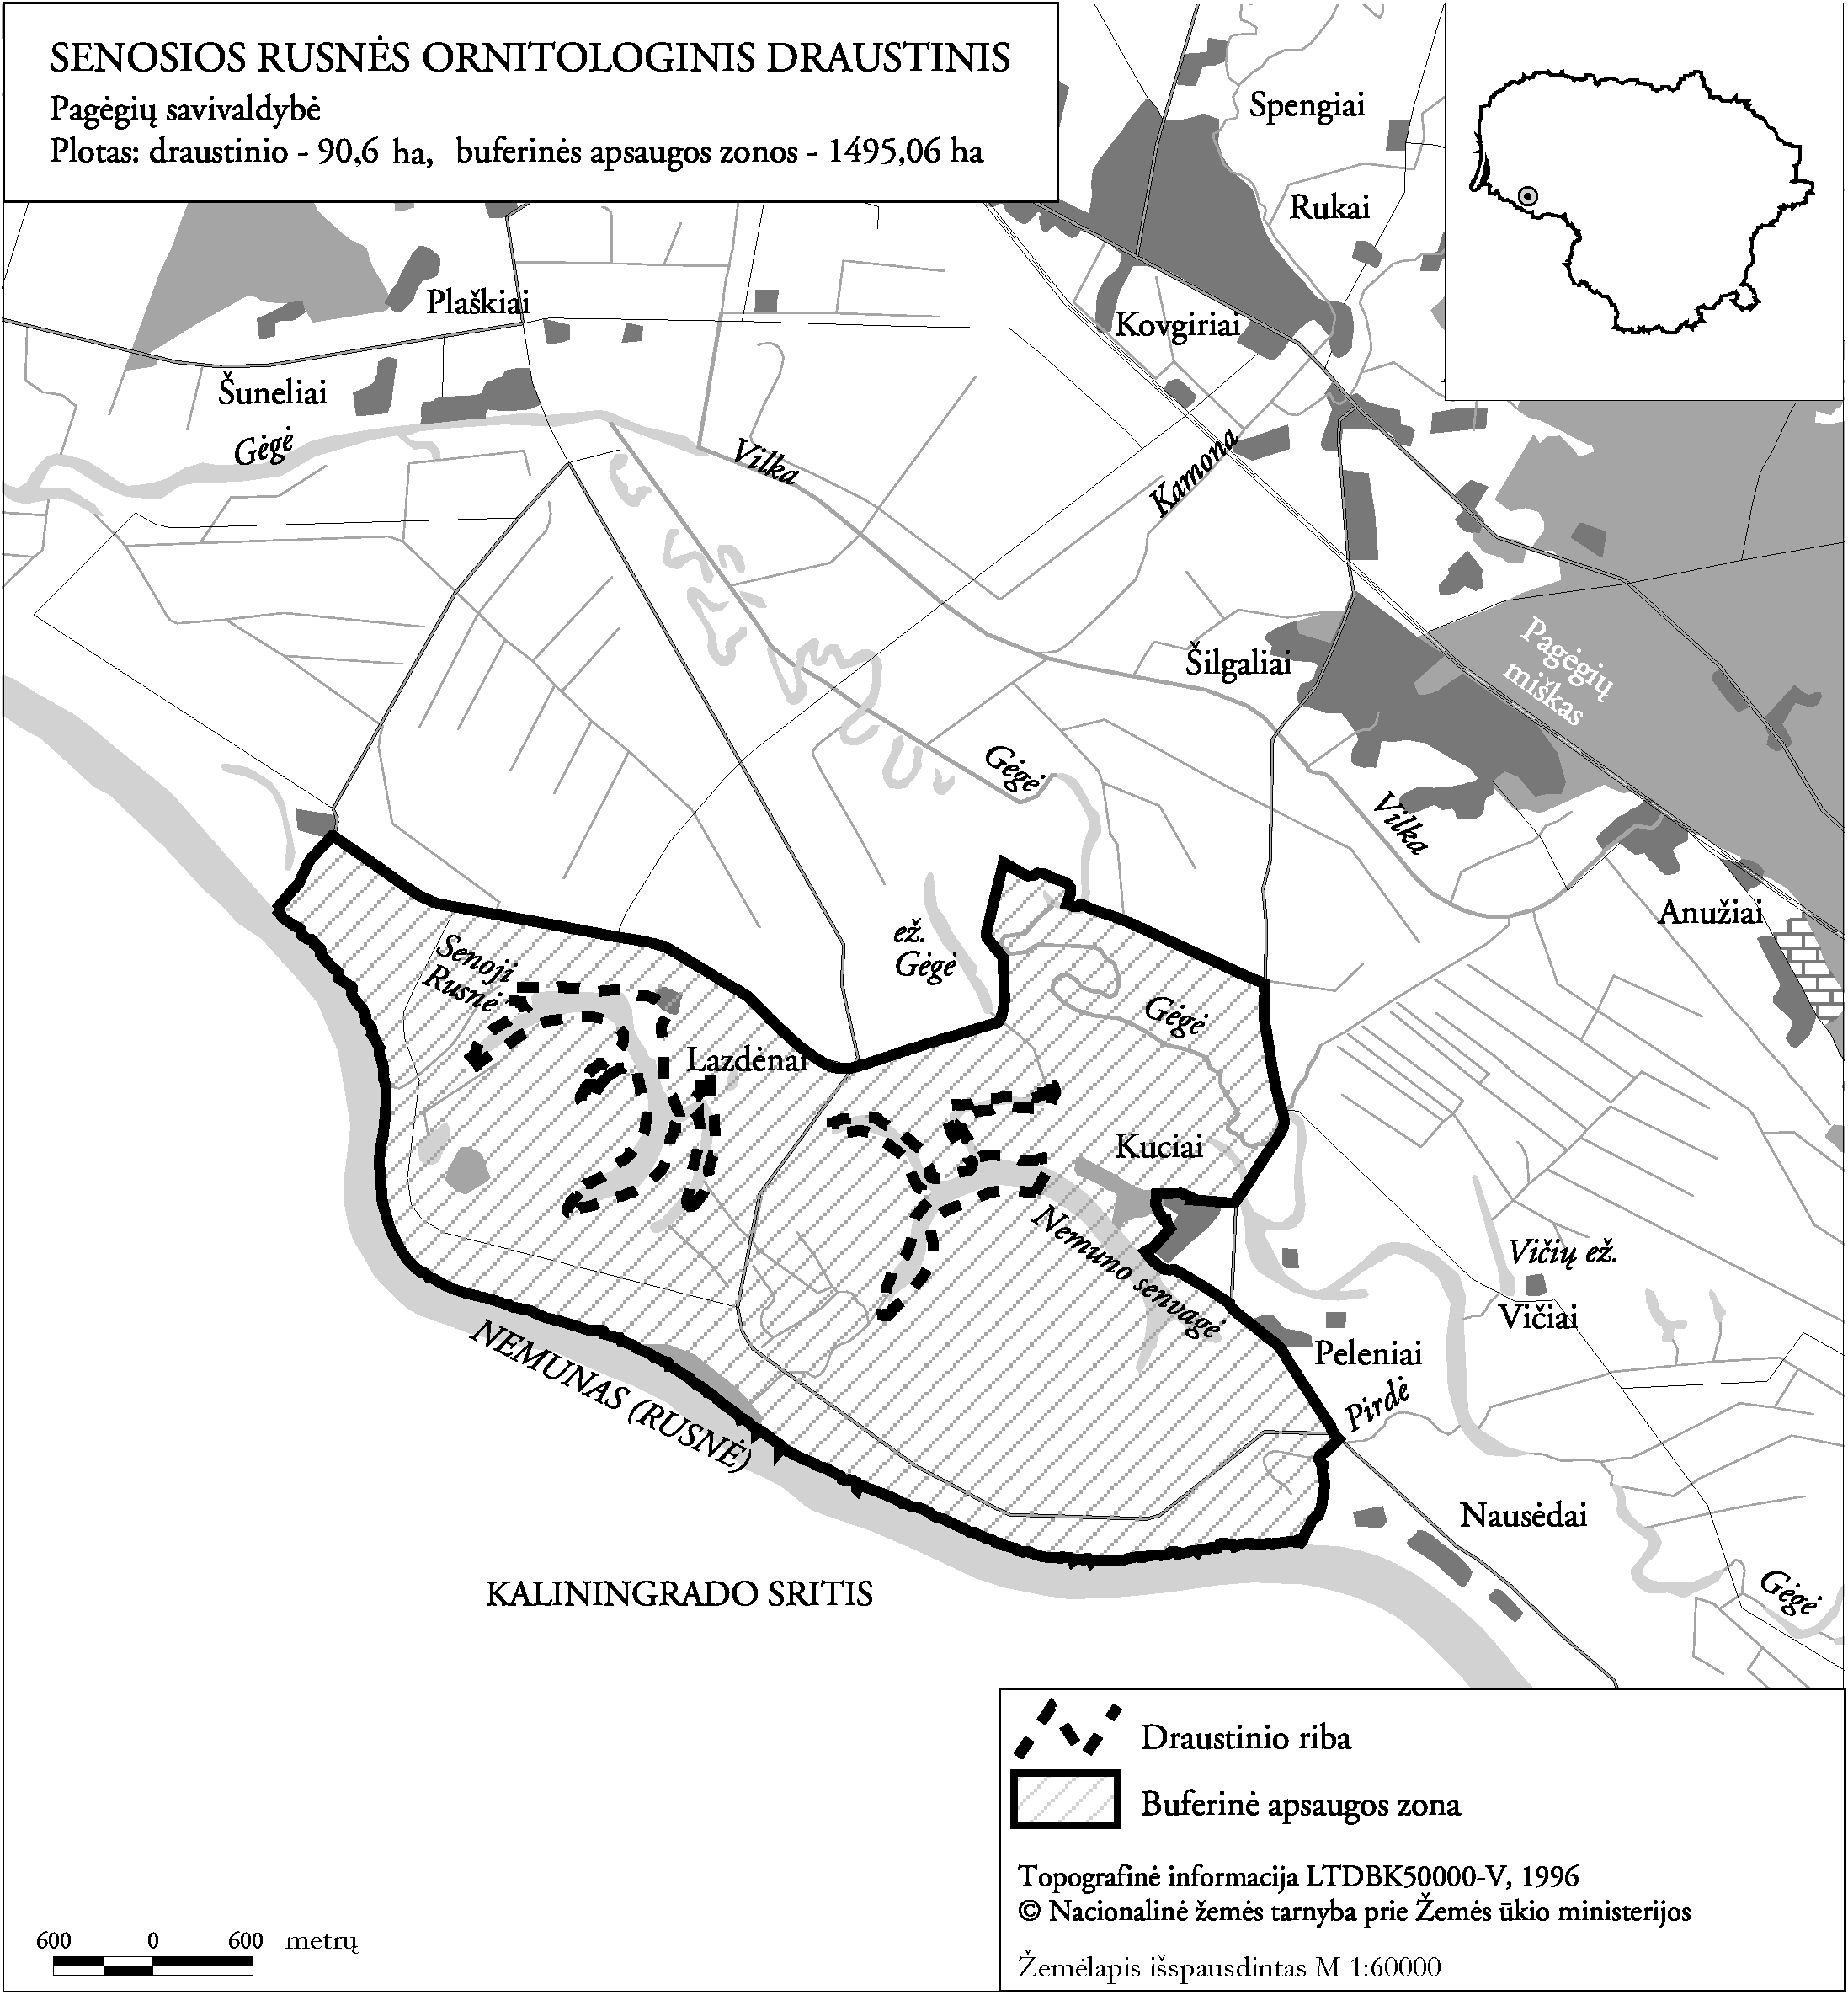 SENOSIOS RUSNĖS ORNITOLOGINIS DRAUSTINIS
Pagėgių savivaldybė
Plotas: draustinio - 90,6 ha, buferinės apsaugos zonos - 1495,06 ha
Spengiai
Rukai
Plaškiai
Kovgiriai
Šuneliai
Gėgė
Vilka
Kamona
Šilgaliai
Pagėgių
miškas
Gėgė
Vilka
Anužiai
ež.
Gėgė
Senoji
Rusnė
Gėgė
Lazdėnai
Kuciai
Nemuno senvagė
Vičių ež.
Vičiai
Peleniai
Pirdė
NEMUNAS (RUSNĖ)
Nausėdai
Gėgė
KALININGRADO SRITIS
Draustinio riba
Buferinė apsaugos zona
Topografinė informacija LTDBK50000-V, 1996
© Nacionalinė žemės tarnyba prie Žemės ūkio ministerijos
Žemėlapis išspausdintas M 1:60000
600 0 600 metrų